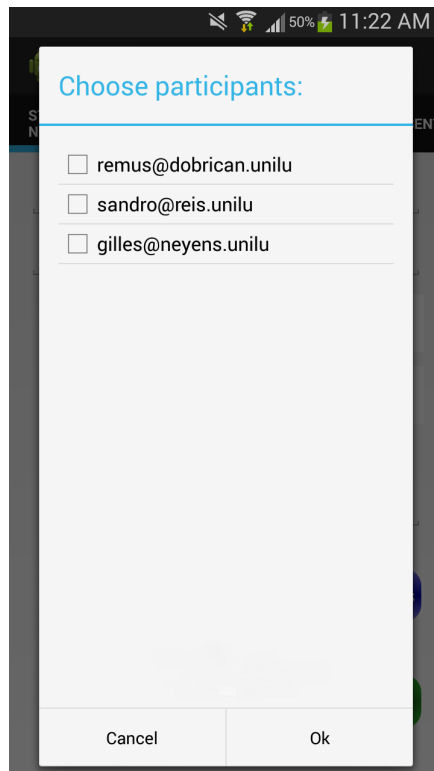 50% 11:22 AM
Choose participants:
remus@dobrican.unilu
sandro@reis.unilu
gilles@neyens.unilu
Cancel Ok